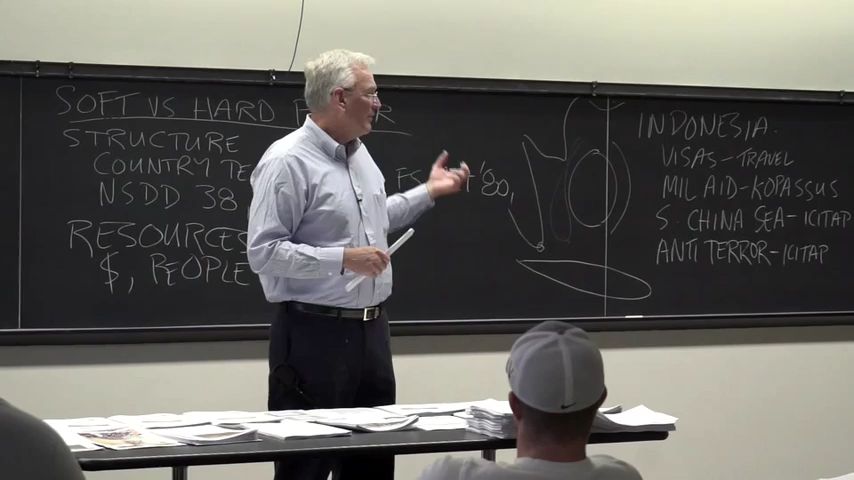 SOFT VS HARD
STRUCTURE
COUNTRY
NSDD 38
'80,
RESOURCES
$, PEOPLE
INDONESIA
VISAS-TRAVEL
MIL AID-KOPASSUS
S. CHINA SEA-ICITAP
ANTI TERROR-ICITAP